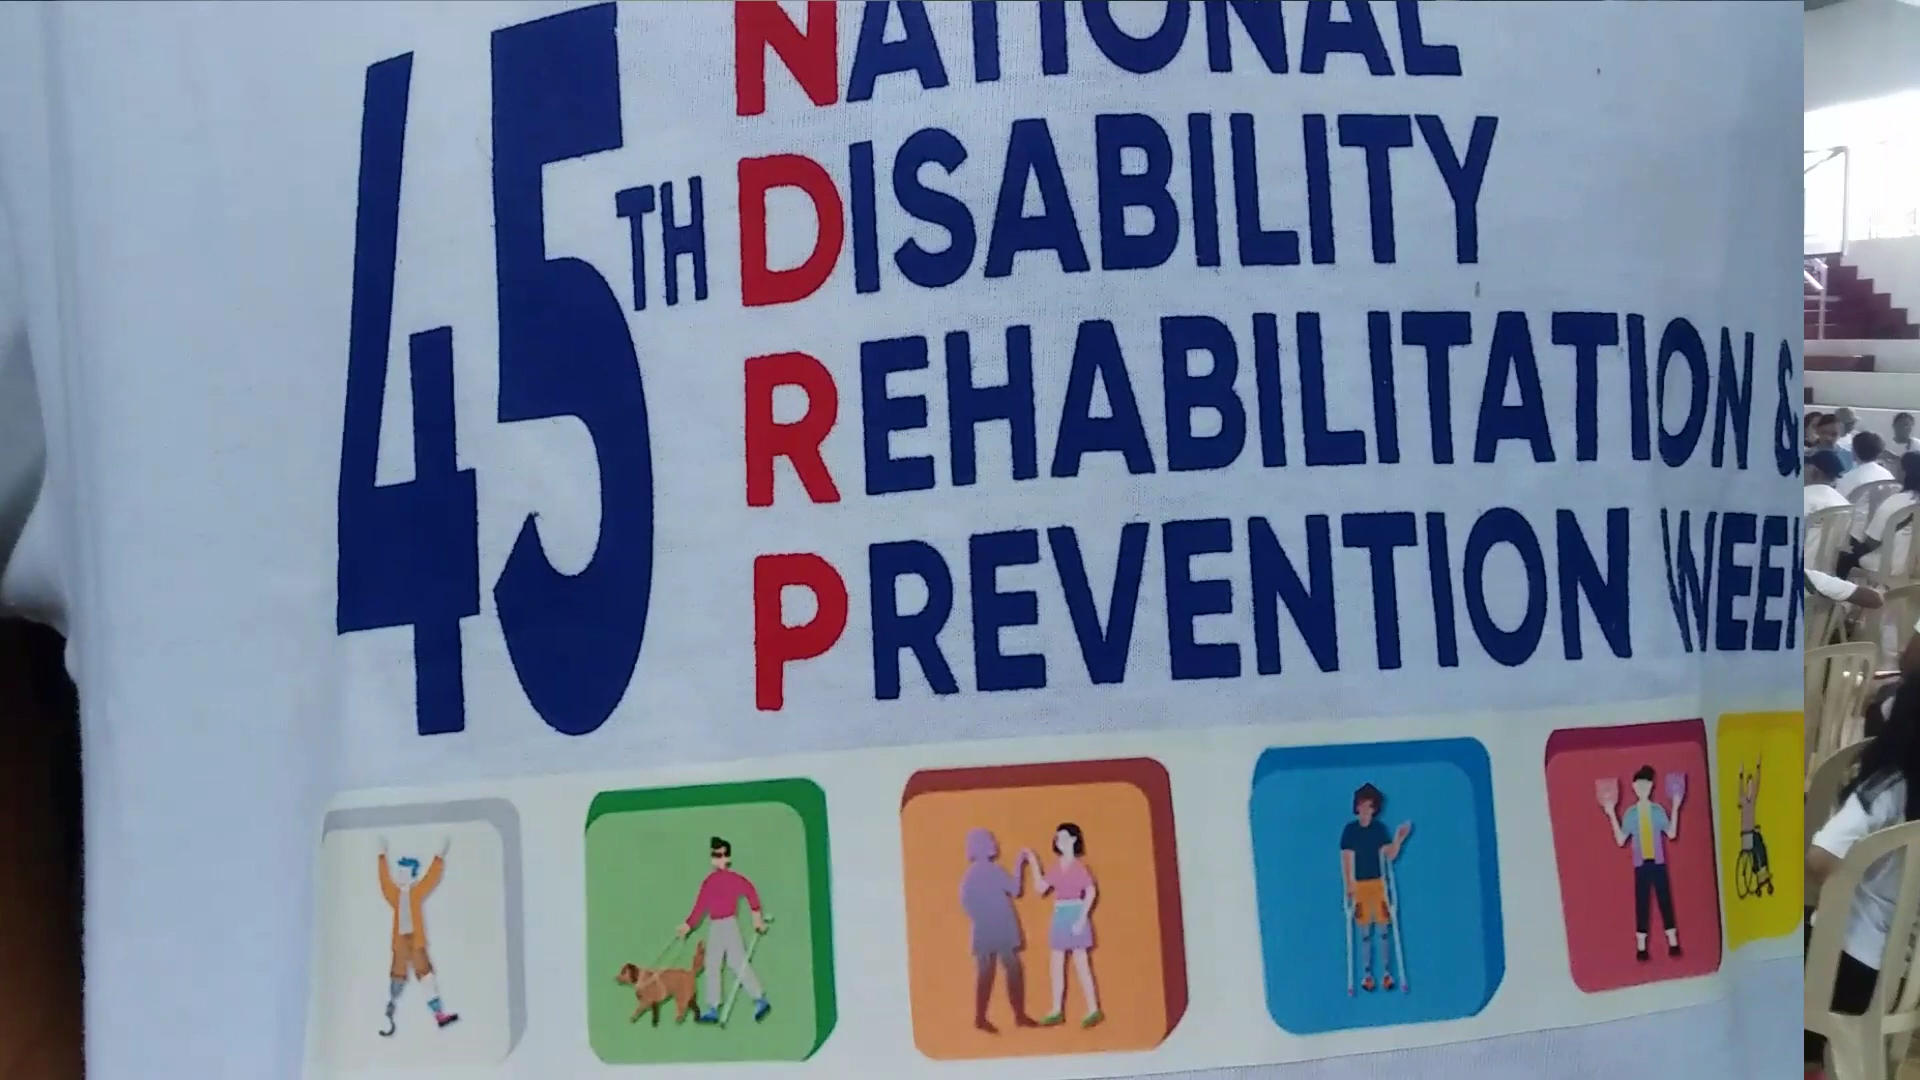 45TH
NATIONAL
DISABILITY
REHABILITATION &
PREVENTION WEEK